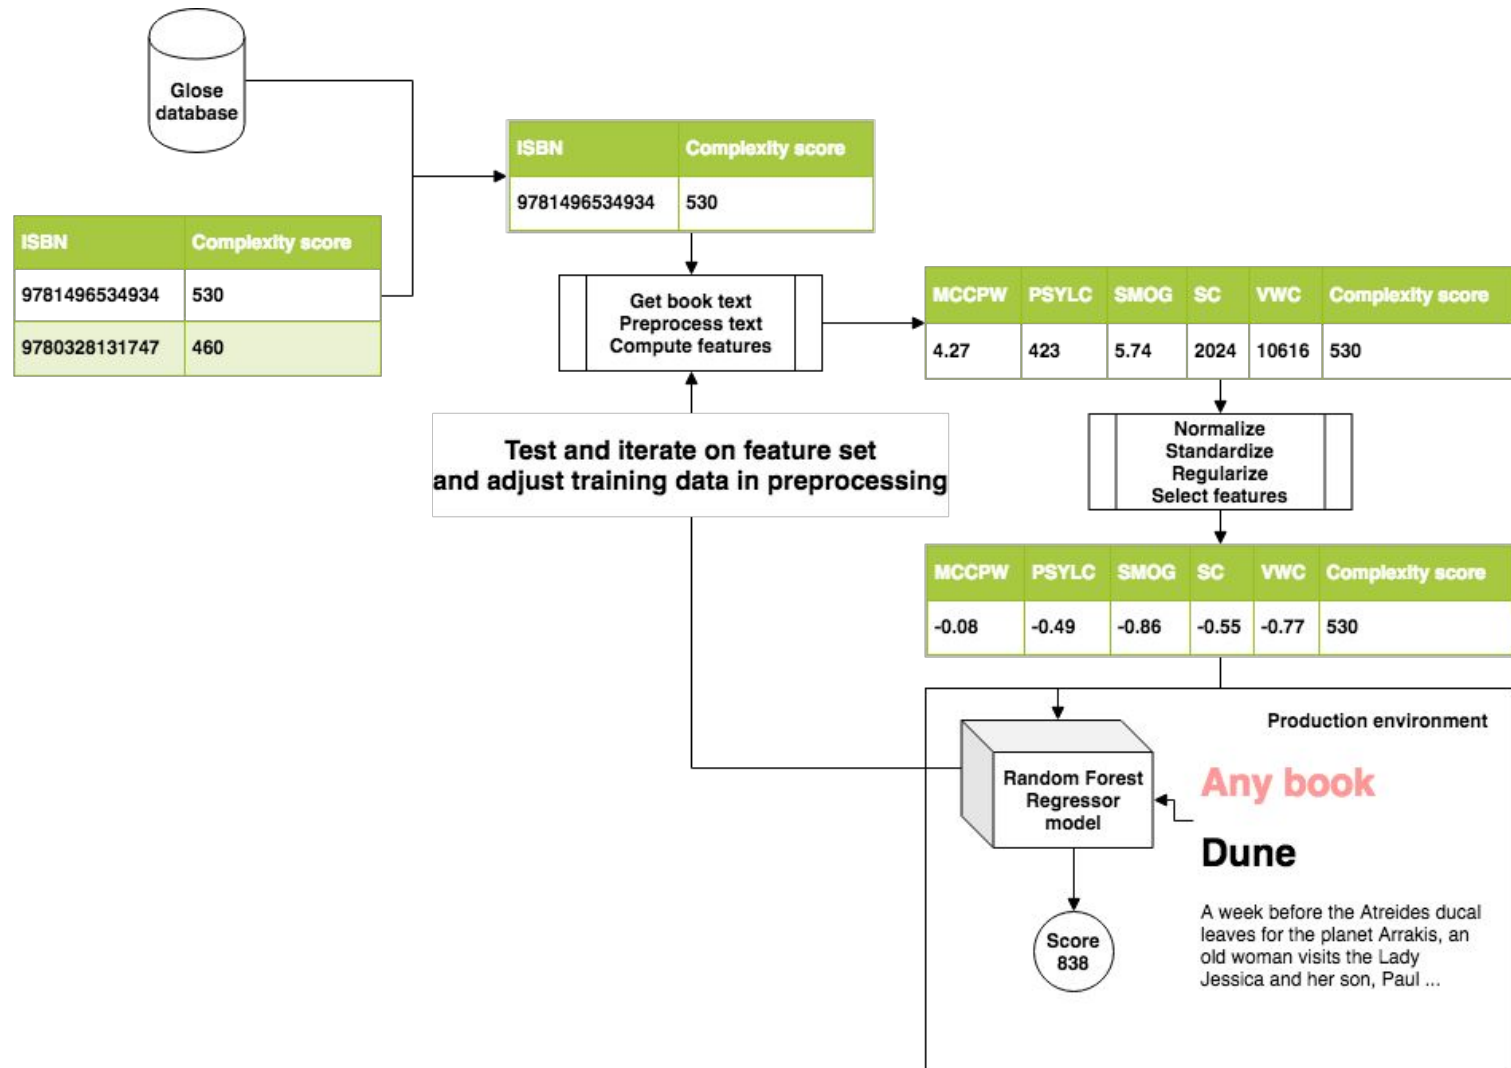 Glose
database
ISBN Complexity score
9781496534934 530
ISBN Complexity score
9781496534934 530
9780328131747 460
Get book text
Preprocess text
Compute features
MCCPW PSYLC SMOG SC VWC Complexity score
4.27 423 5.74 2024 10616 530
Test and iterate on feature set
and adjust training data in preprocessing
Normalize
Standardize
Regularize
Select features
MCCPW PSYLC SMOG SC VWC Complexity score
-0.08 -0.49 -0.86 -0.55 -0.77 530
Production environment
Random Forest
Regressor
model
Any book
Dune
A week before the Atreides ducal
leaves for the planet Arrakis, an
old woman visits the Lady
Jessica and her son, Paul ...
Score
838